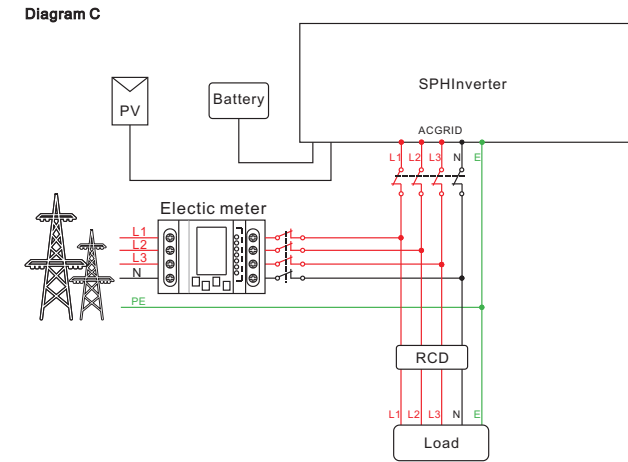 Diagram C
SPHInverter
PV
Battery
ACGRID
L1 L2 L3 N E
Electic meter
L1
L2
L3
N
PE
RCD
L1 L2 L3 N E
Load